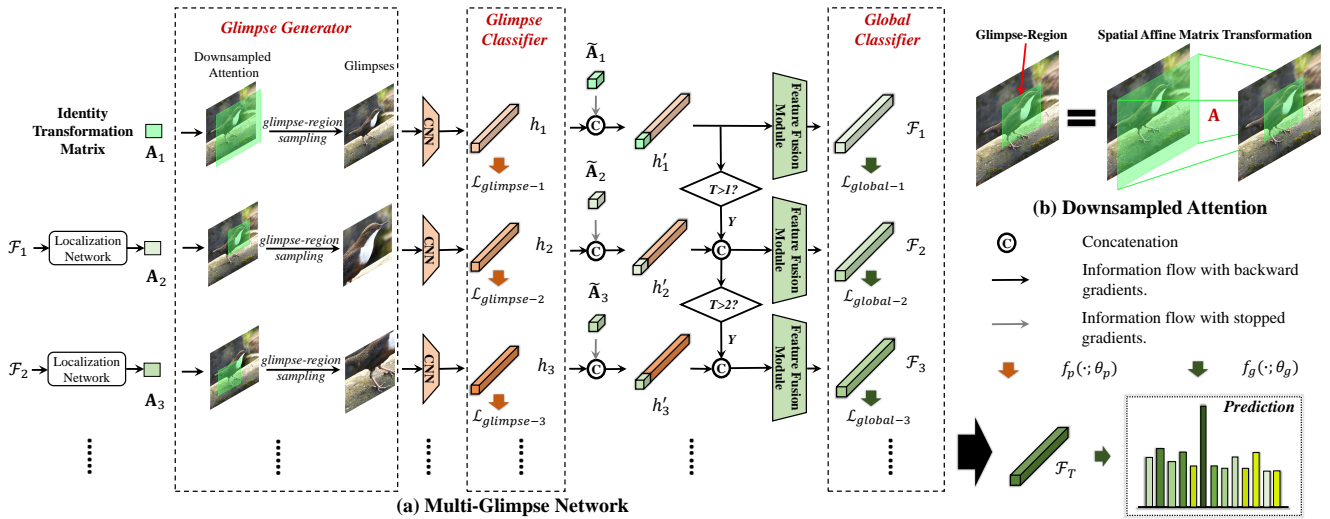 Glimpse Generator
Glimpse
Classifier
Global
Classifier
Downsampled
Attention
Glimpses
Identity
Transformation
Matrix
A₁
glimpse-region
sampling
CNN
h₁
ℒglimpse−1
Ã₁
C
h′₁
Feature Fusion
Module
ℱ₁
ℒglobal−1
T>1?
Y
ℱ₁
Localization
Network
A₂
glimpse-region
sampling
CNN
h₂
ℒglimpse−2
Ã₂
C
h′₂
C
Feature Fusion
Module
ℱ₂
ℒglobal−2
T>2?
Y
ℱ₂
Localization
Network
A₃
glimpse-region
sampling
CNN
h₃
ℒglimpse−3
Ã₃
C
h′₃
C
Feature Fusion
Module
ℱ₃
ℒglobal−3
(a) Multi-Glimpse Network
Glimpse-Region
Spatial Affine Matrix Transformation
A
(b) Downsampled Attention
C
Concatenation
Information flow with backward
gradients.
Information flow with stopped
gradients.
fₚ(·; θₚ)
f_g(·; θ_g)
ℱ_T
Prediction